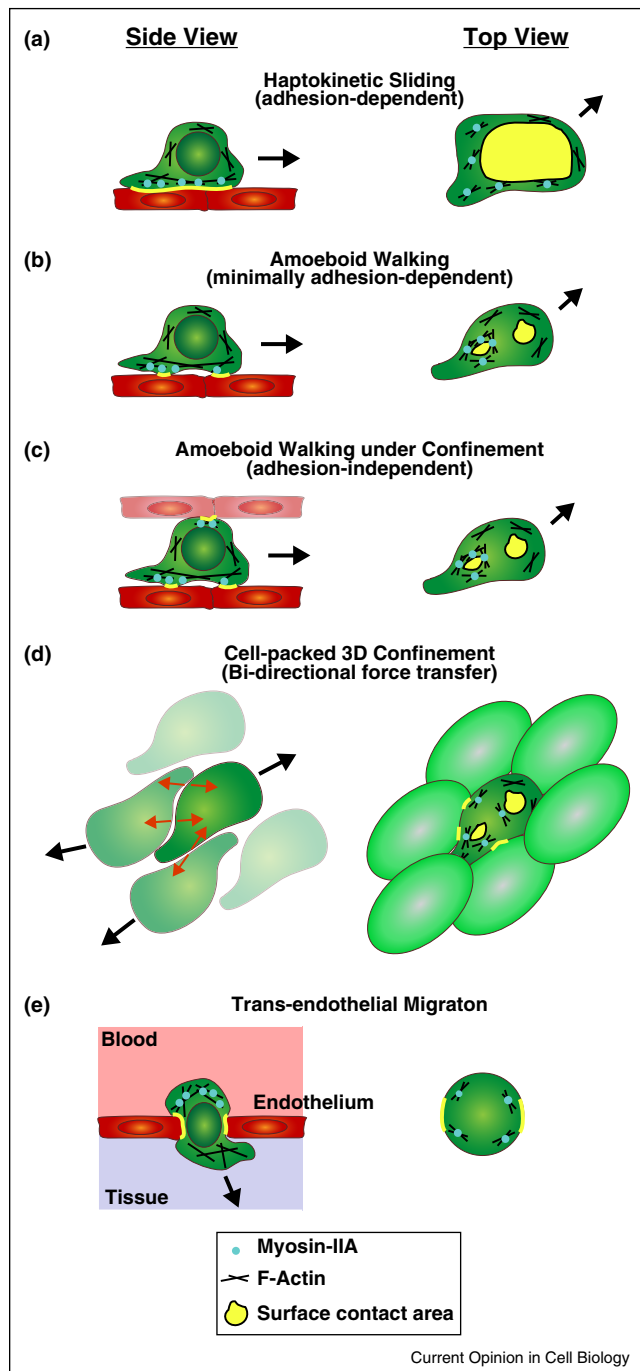 Side View
Top View
(a)
Haptokinetic Sliding
(adhesion-dependent)
(b)
Amoeboid Walking
(minimally adhesion-dependent)
(c)
Amoeboid Walking under Confinement
(adhesion-independent)
(d)
Cell-packed 3D Confinement
(Bi-directional force transfer)
(e)
Trans-endothelial Migraton
Blood
Endothelium
Tissue
Myosin-IIA
F-Actin
Surface contact area
Current Opinion in Cell Biology